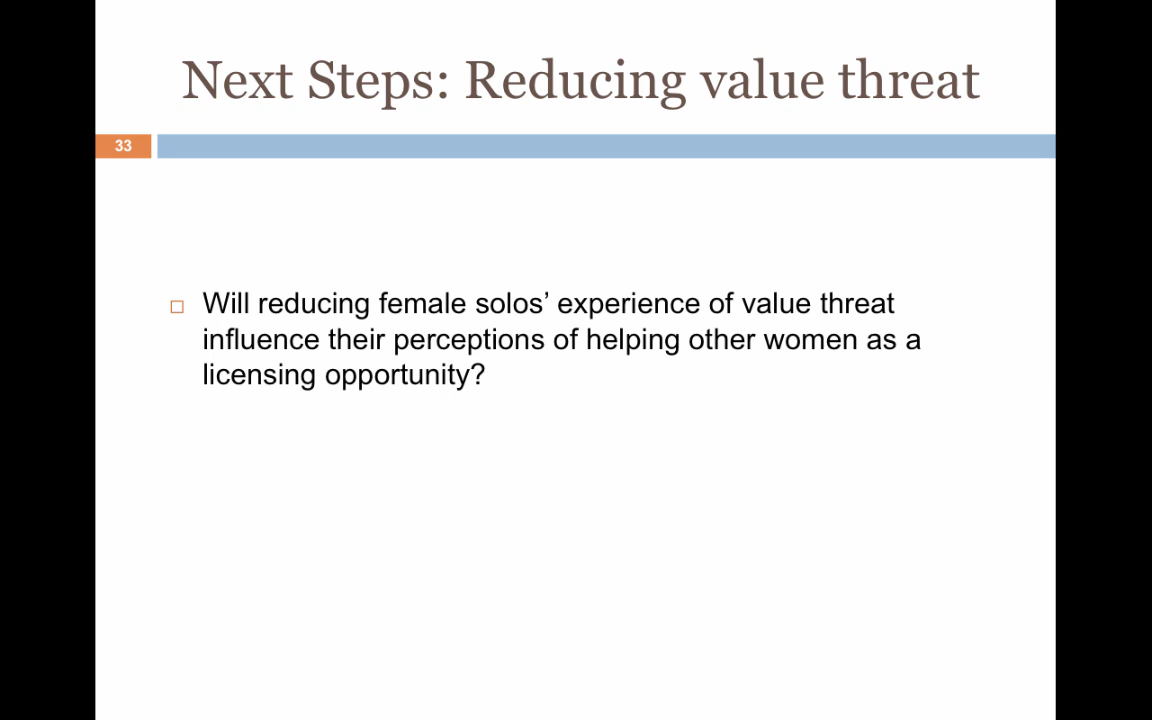 Next Steps: Reducing value threat
33
Will reducing female solos’ experience of value threat
influence their perceptions of helping other women as a
licensing opportunity?